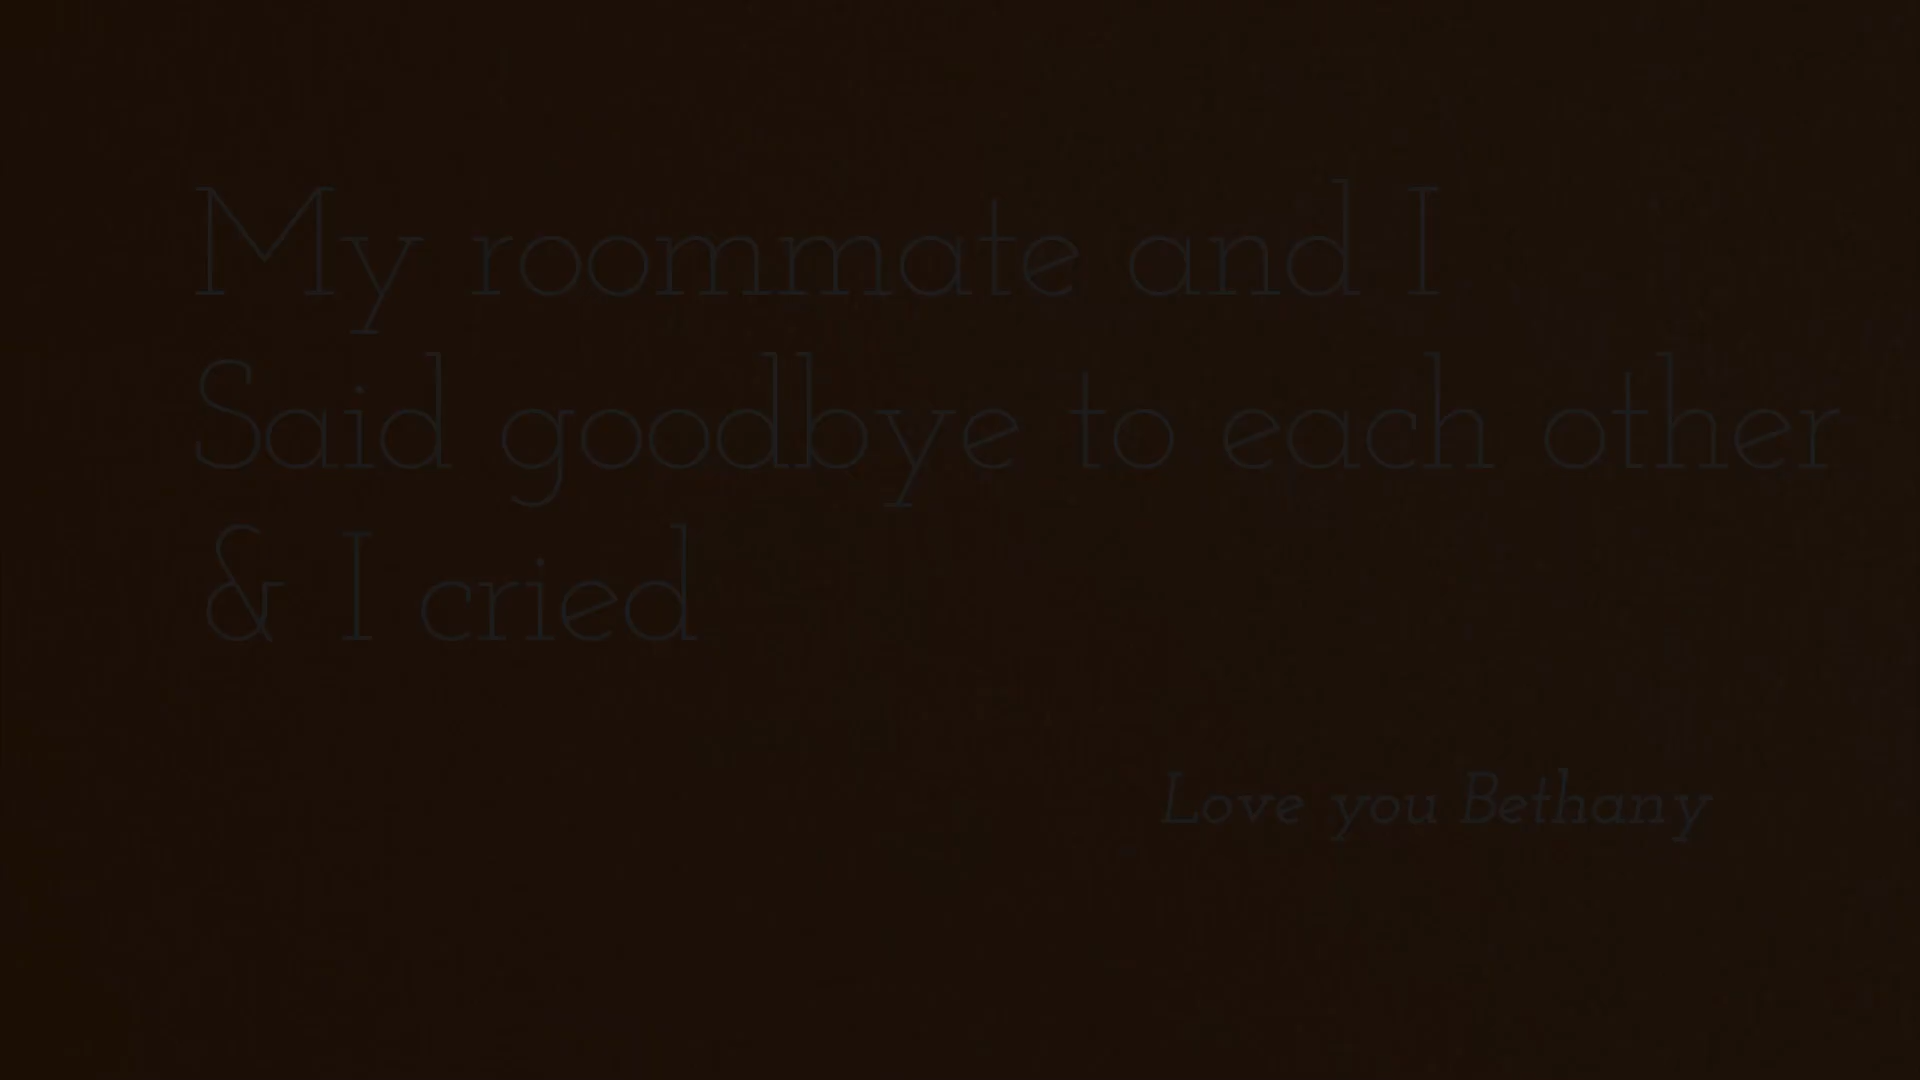 My roommate and I
Said goodbye to each other
& I cried
Love you Bethany